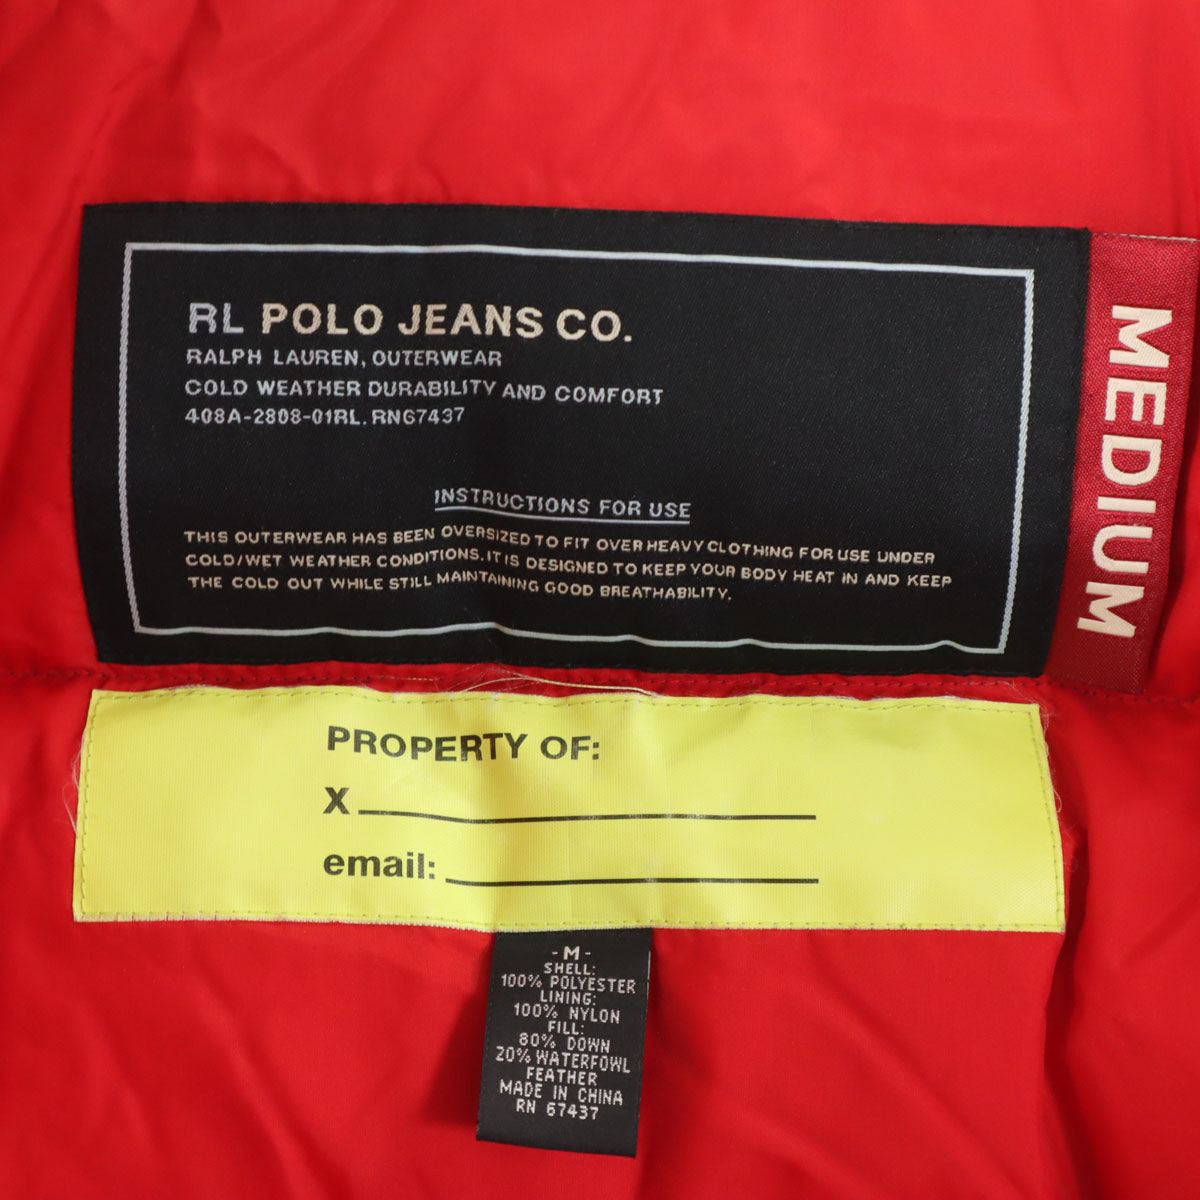 RL POLO JEANS CO.
RALPH LAUREN, OUTERWEAR
COLD WEATHER DURABILITY AND COMFORT
408A-2808-01RL. RN67437
INSTRUCTIONS FOR USE
THIS OUTERWEAR HAS BEEN OVERSIZED TO FIT OVER HEAVY CLOTHING FOR USE UNDER
COLD/WET WEATHER CONDITIONS. IT IS DESIGNED TO KEEP YOUR BODY HEAT IN AND KEEP
THE COLD OUT WHILE STILL MAINTAINING GOOD BREATHABILITY.
MEDIUM
PROPERTY OF:
X
email:
- M -
SHELL:
100% POLYESTER
LINING:
100% NYLON
FILL:
80% DOWN
20% WATERFOWL
FEATHER
MADE IN CHINA
RN 67437